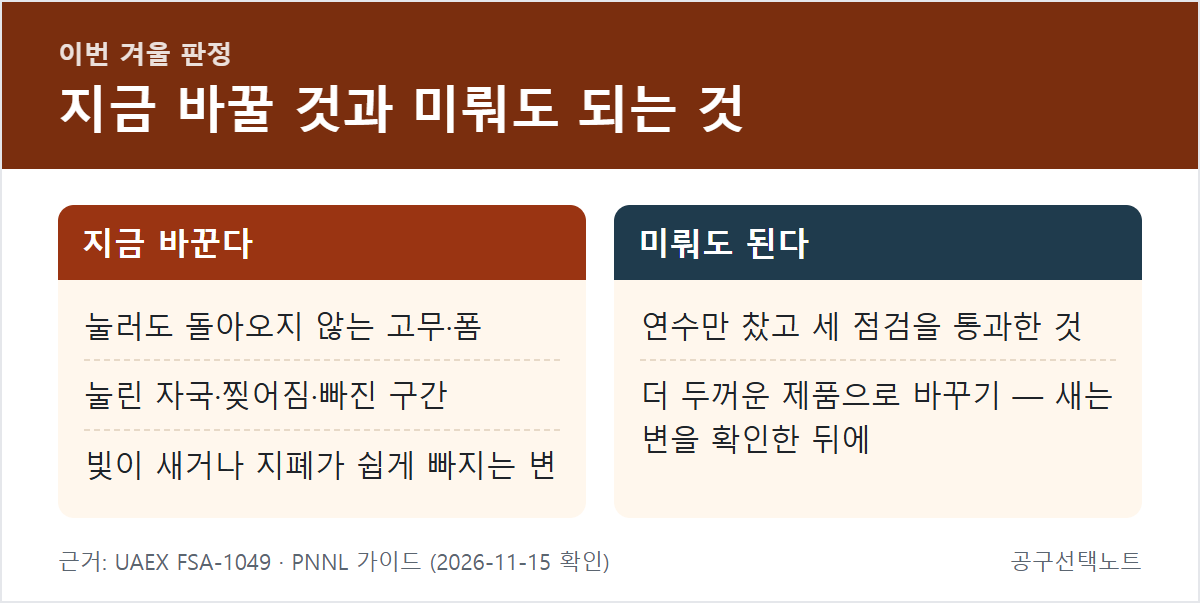 이번 겨울 판정
지금 바꿀 것과 미뤄도 되는 것
지금 바꾼다
눌러도 돌아오지 않는 고무·폼
눌린 자국·찢어짐·빠진 구간
빛이 새거나 지폐가 쉽게 빠지는 변
미뤄도 된다
연수만 찼고 세 점검을 통과한 것
더 두꺼운 제품으로 바꾸기 — 새는
변을 확인한 뒤에
근거: UAEX FSA-1049 · PNNL 가이드 (2026-11-15 확인)
공구선택노트